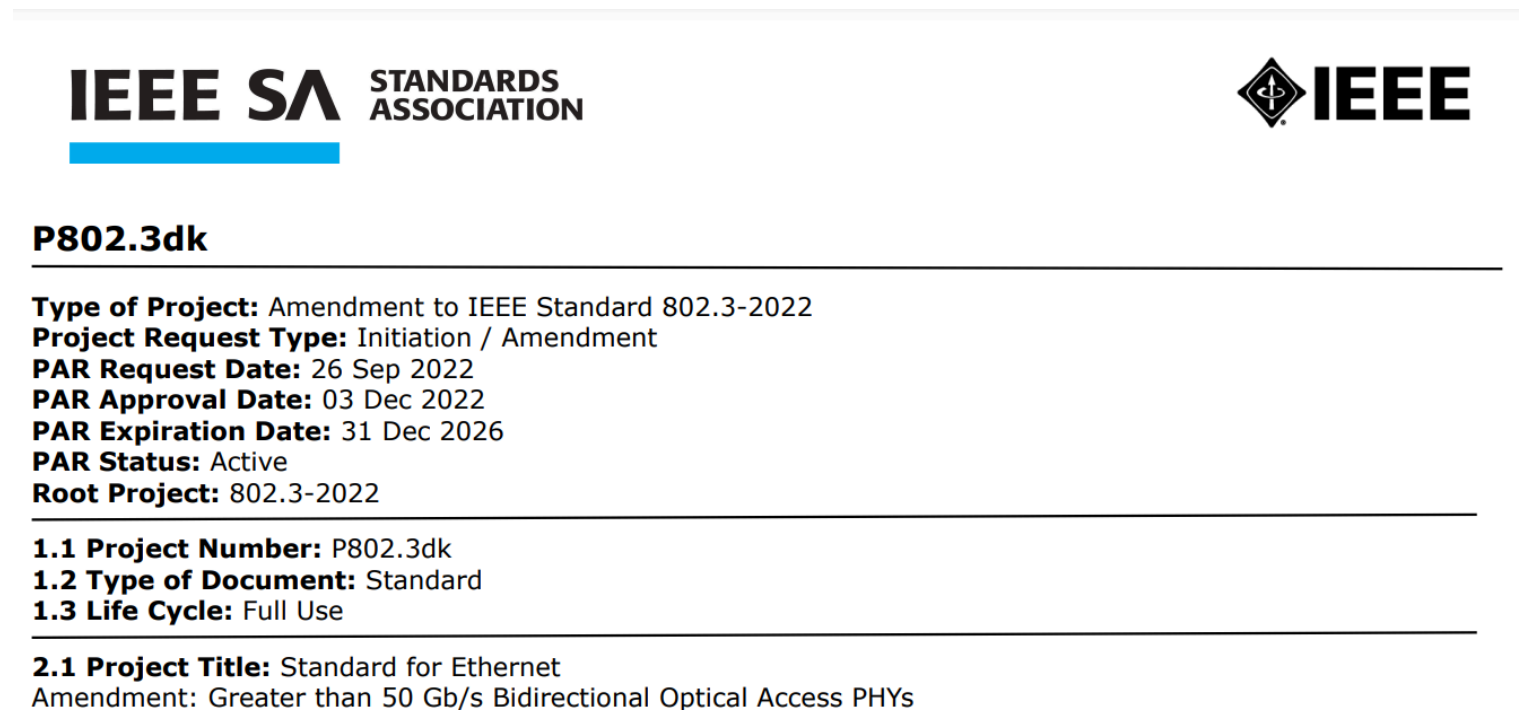 IEEE SA STANDARDS
ASSOCIATION
IEEE
P802.3dk
Type of Project: Amendment to IEEE Standard 802.3-2022
Project Request Type: Initiation / Amendment
PAR Request Date: 26 Sep 2022
PAR Approval Date: 03 Dec 2022
PAR Expiration Date: 31 Dec 2026
PAR Status: Active
Root Project: 802.3-2022
1.1 Project Number: P802.3dk
1.2 Type of Document: Standard
1.3 Life Cycle: Full Use
2.1 Project Title: Standard for Ethernet
Amendment: Greater than 50 Gb/s Bidirectional Optical Access PHYs